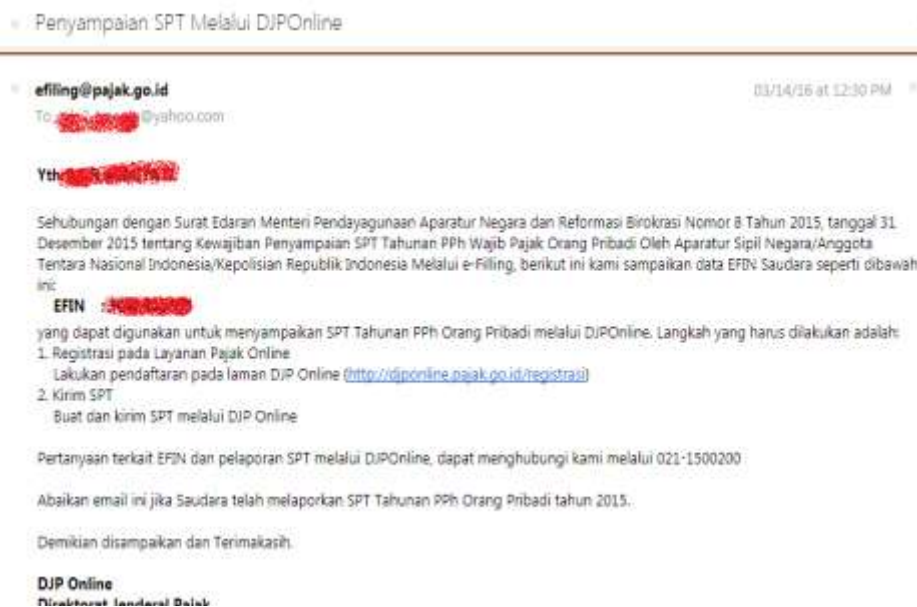 Penyampaian SPT Melalui DJPOnline
efiling@pajak.go.id
03/14/16 at 12:30 PM
To: @yahoo.com
Yth
Sehubungan dengan Surat Edaran Menteri Pendayagunaan Aparatur Negara dan Reformasi Birokrasi Nomor 8 Tahun 2015, tanggal 31
Desember 2015 tentang Kewajiban Penyampaian SPT Tahunan PPh Wajib Pajak Orang Pribadi Oleh Aparatur Sipil Negara/Anggota
Tentara Nasional Indonesia/Kepolisian Republik Indonesia Melalui e-Filling, berikut ini kami sampaikan data EFIN Saudara seperti dibawah
ini:
EFIN :
yang dapat digunakan untuk menyampaikan SPT Tahunan PPh Orang Pribadi melalui DJPOnline. Langkah yang harus dilakukan adalah:
1. Registrasi pada Layanan Pajak Online
Lakukan pendaftaran pada laman DJP Online (http://djponline.pajak.go.id/registrasi)
2. Kirim SPT
Buat dan kirim SPT melalui DJP Online
Pertanyaan terkait EFIN dan pelaporan SPT melalui DJPOnline, dapat menghubungi kami melalui 021-1500200
Abaikan email ini jika Saudara telah melaporkan SPT Tahunan PPh Orang Pribadi tahun 2015.
Demikian disampaikan dan Terimakasih.
DJP Online
Direktorat Jenderal Pajak